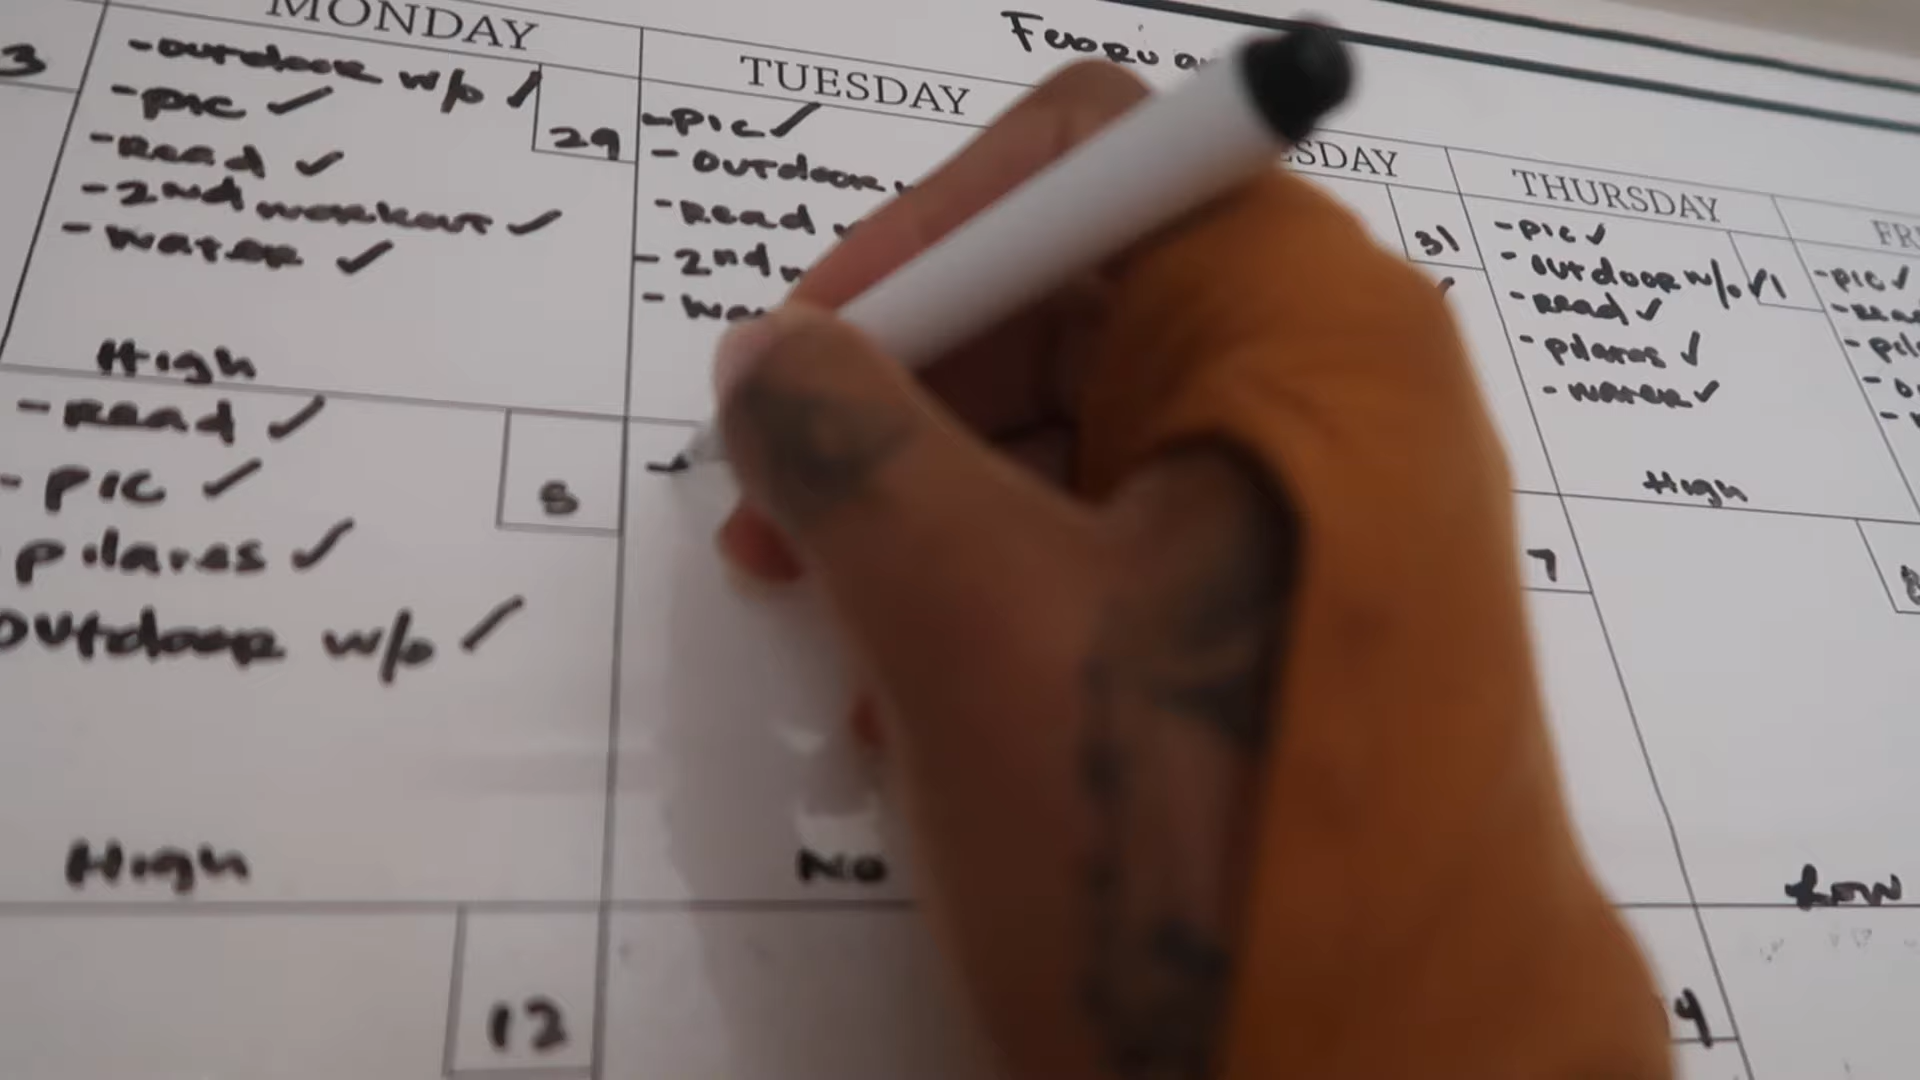 MONDAY
3
-outdoor w/o ✓
-PIC ✓
-Read ✓
-2nd workout ✓
-water ✓
29
High
TUESDAY
-PIC ✓
-outdoor
-Read
-2nd
February
31
THURSDAY
-PIC ✓
-outdoor w/o ✓
1
-Read ✓
-pilates ✓
-water ✓
High
-PIC ✓
-Read ✓
-PIC ✓
pilates ✓
outdoor w/o ✓
5
High
No
7
Low
12